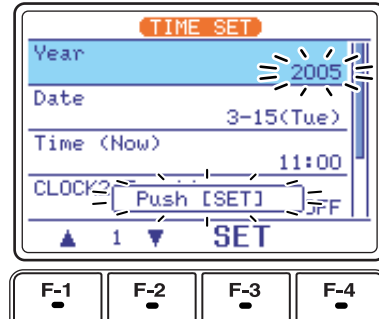 TIME SET
Year
2005
Date
3-15(Tue)
Time (Now)
11:00
CLOCK2
Push [SET]
▲ 1 ▼ SET
F-1 F-2 F-3 F-4